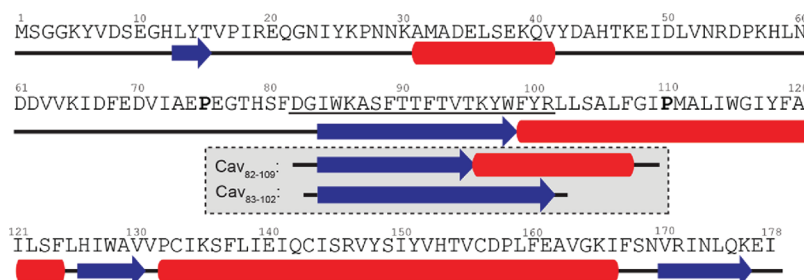 1 10 20 30 40 50 60
MSGGKYVDSEGHLYTVPIREQGNIYKPNNKAMADELSEKQVYDAHTKEIDLVNRDPKHLN
61 70 80 90 100 110 120
DDVVKIDFEDVIAEPEGTHSFDGIWKASFTTFTVTKYWFYRLLSALFGIPMALIWGIYFA
Cav82-109:
Cav83-102:
121 130 140 150 160 170 178
ILSFLHIWAVVPCIKSFLIEIQCISRVYSIYVHTVCDPLFEAVGKIFSNVRINLQKEI